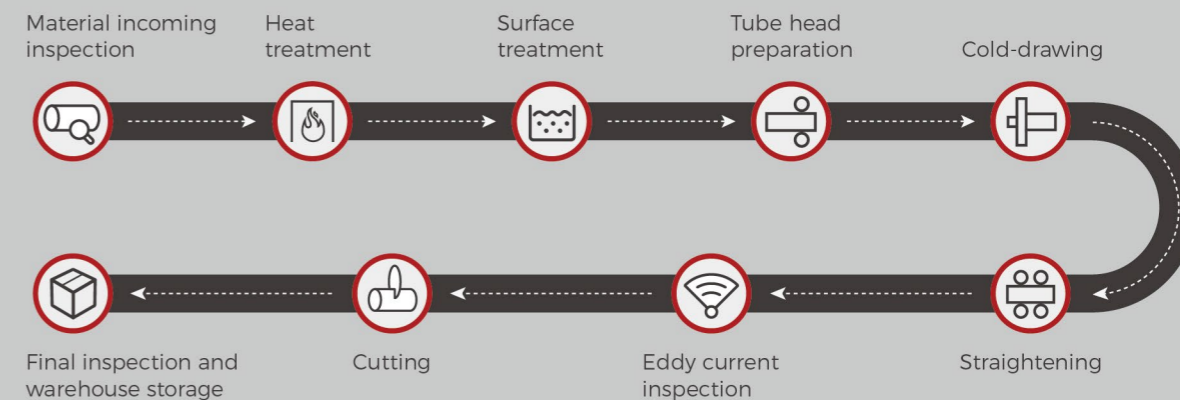 Material incoming
inspection
Heat
treatment
Surface
treatment
Tube head
preparation
Cold-drawing
Final inspection and
warehouse storage
Cutting
Eddy current
inspection
Straightening